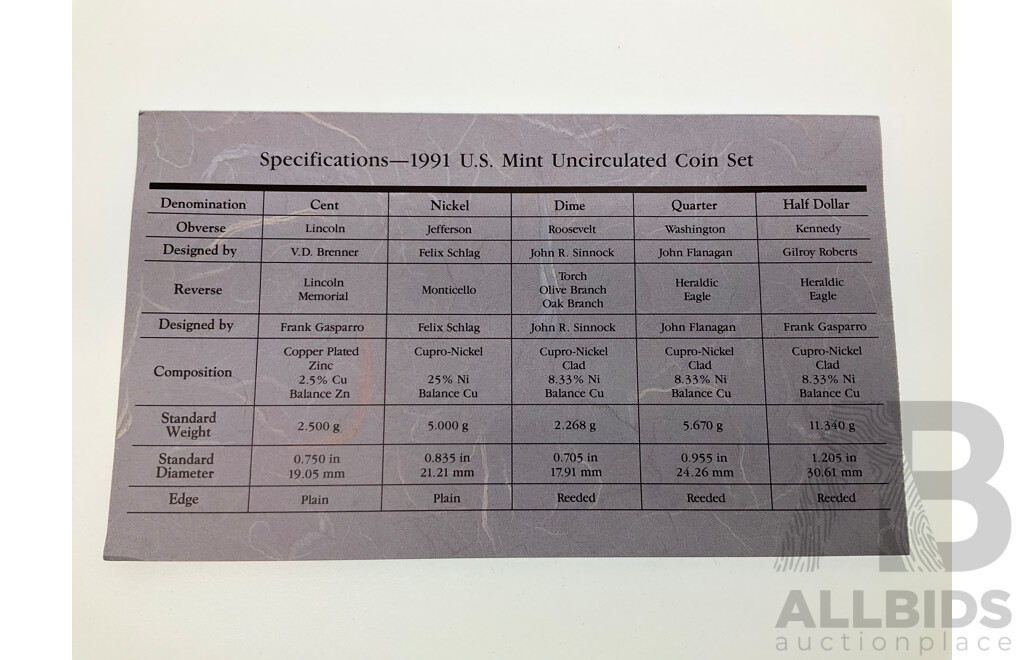 Specifications—1991 U.S. Mint Uncirculated Coin Set
Denomination Cent Nickel Dime Quarter Half Dollar
Obverse Lincoln Jefferson Roosevelt Washington Kennedy
Designed by V.D. Brenner Felix Schlag John R. Sinnock John Flanagan Gilroy Roberts
Reverse Lincoln Memorial Monticello Torch Olive Branch Oak Branch Heraldic Eagle Heraldic Eagle
Designed by Frank Gasparro Felix Schlag John R. Sinnock John Flanagan Frank Gasparro
Composition Copper Plated Zinc 2.5% Cu Balance Zn Cupro-Nickel 25% Ni Balance Cu Cupro-Nickel Clad 8.33% Ni Balance Cu Cupro-Nickel Clad 8.33% Ni Balance Cu Cupro-Nickel Clad 8.33% Ni Balance Cu
Standard Weight 2.500 g 5.000 g 2.268 g 5.670 g 11.340 g
Standard Diameter 0.750 in 19.05 mm 0.835 in 21.21 mm 0.705 in 17.91 mm 0.955 in 24.26 mm 1.205 in 30.61 mm
Edge Plain Plain Reeded Reeded Reeded
AB
ALLBIDS
auctionplace